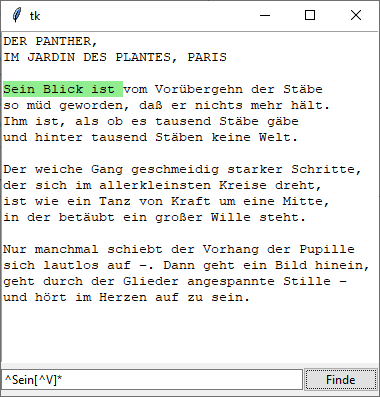 tk
DER PANTHER,
IM JARDIN DES PLANTES, PARIS
Sein Blick ist vom Vorübergehn der Stäbe
so müd geworden, daß er nichts mehr hält.
Ihm ist, als ob es tausend Stäbe gäbe
und hinter tausend Stäben keine Welt.
Der weiche Gang geschmeidig starker Schritte,
der sich im allerkleinsten Kreise dreht,
ist wie ein Tanz von Kraft um eine Mitte,
in der betäubt ein großer Wille steht.
Nur manchmal schiebt der Vorhang der Pupille
sich lautlos auf –. Dann geht ein Bild hinein,
geht durch der Glieder angespannte Stille –
und hört im Herzen auf zu sein.
^Sein[^V]*
Finde